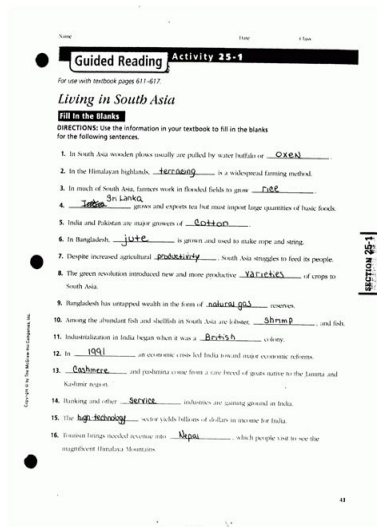 Name Date Class
Guided Reading Activity 25-1
For use with textbook pages 611–617.
Living in South Asia
Fill In the Blanks
DIRECTIONS: Use the information in your textbook to fill in the blanks
for the following sentences.
1. In South Asia wooden plows usually are pulled by water buffalo or oxen.
2. In the Himalayan highlands, terracing is a widespread farming method.
3. In much of South Asia, farmers work in flooded fields to grow rice.
4. Sri Lanka grows and exports tea but must import large quantities of basic foods.
5. India and Pakistan are major growers of cotton.
6. In Bangladesh, jute is grown and used to make rope and string.
7. Despite increased agricultural productivity, South Asia struggles to feed its people.
8. The green revolution introduced new and more productive varieties of crops to
South Asia.
9. Bangladesh has untapped wealth in the form of natural gas reserves.
10. Among the abundant fish and shellfish in South Asia are lobster, shrimp, and fish.
11. Industrialization in India began when it was a British colony.
12. In 1991 an economic crisis led India toward major economic reforms.
13. Cashmere and pashmina come from a rare breed of goats native to the Jammu and
Kashmir region.
14. Banking and other service industries are gaining ground in India.
15. The high technology sector yields billions of dollars in income for India.
16. Tourism brings needed revenue into Nepal, which people visit to see the
magnificent Himalaya Mountains.
SECTION 25-1
Copyright © by The McGraw-Hill Companies, Inc.
41